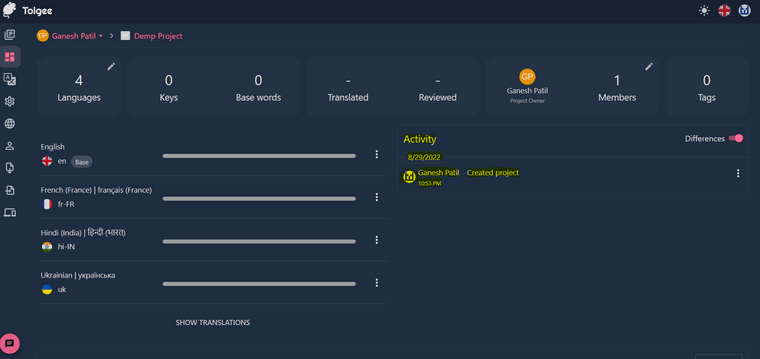 Tolgee
GP Ganesh Patil > Demp Project
4
Languages
0
Keys
0
Base words
-
Translated
-
Reviewed
GP
Ganesh Patil
Project Owner
1
Members
0
Tags
English
en Base
French (France) | français (France)
fr-FR
Hindi (India) | हिन्दी (भारत)
hi-IN
Ukrainian | українська
uk
SHOW TRANSLATIONS
Activity
Differences
8/29/2022
Ganesh Patil Created project
10:53 PM